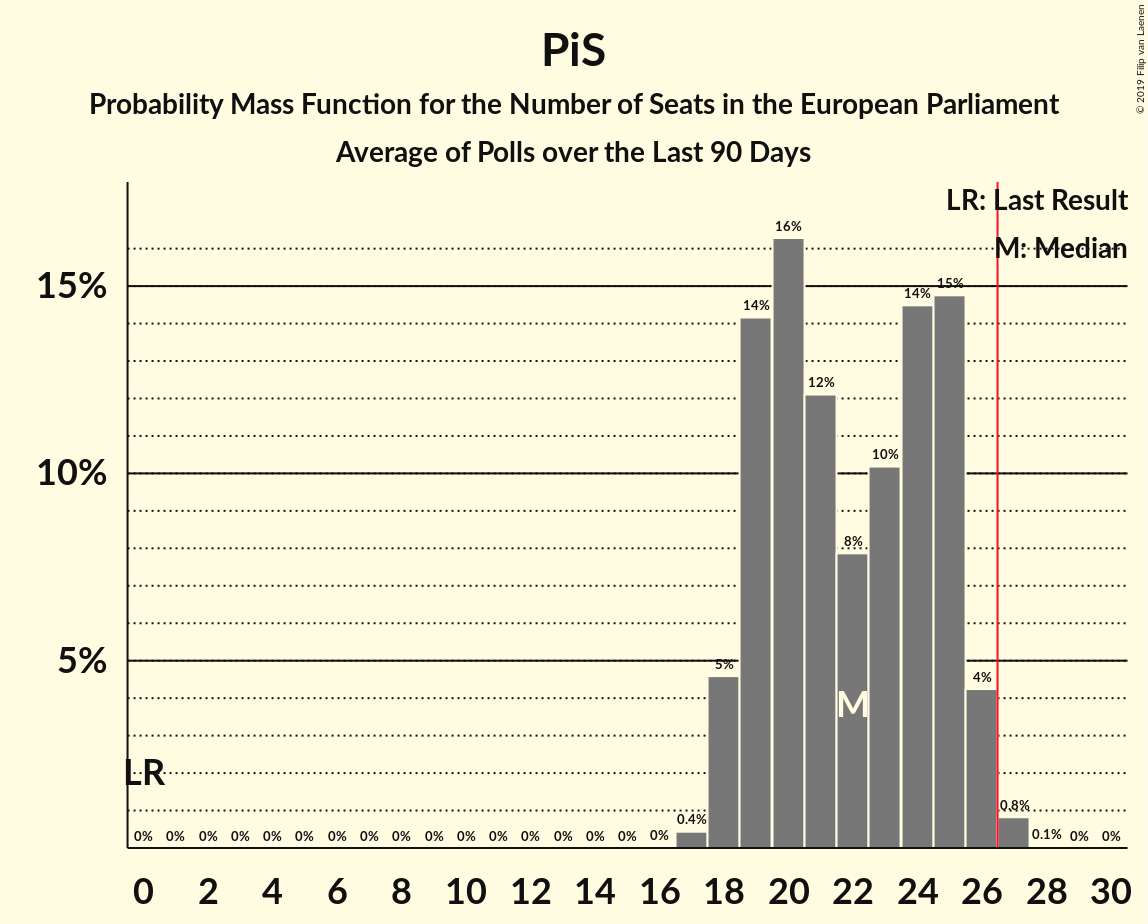 PiS
Probability Mass Function for the Number of Seats in the European Parliament
Average of Polls over the Last 90 Days
© 2019 Filip van Laenen
LR: Last Result
M: Median
16%
15%
14%
14%
15%
12%
10%
10%
8%
5%
5%
4%
M
LR
0% 0% 0% 0% 0% 0% 0% 0% 0% 0% 0% 0% 0% 0% 0% 0% 0% 0.4% 0.8% 0.1% 0% 0%
0 2 4 6 8 10 12 14 16 18 20 22 24 26 28 30